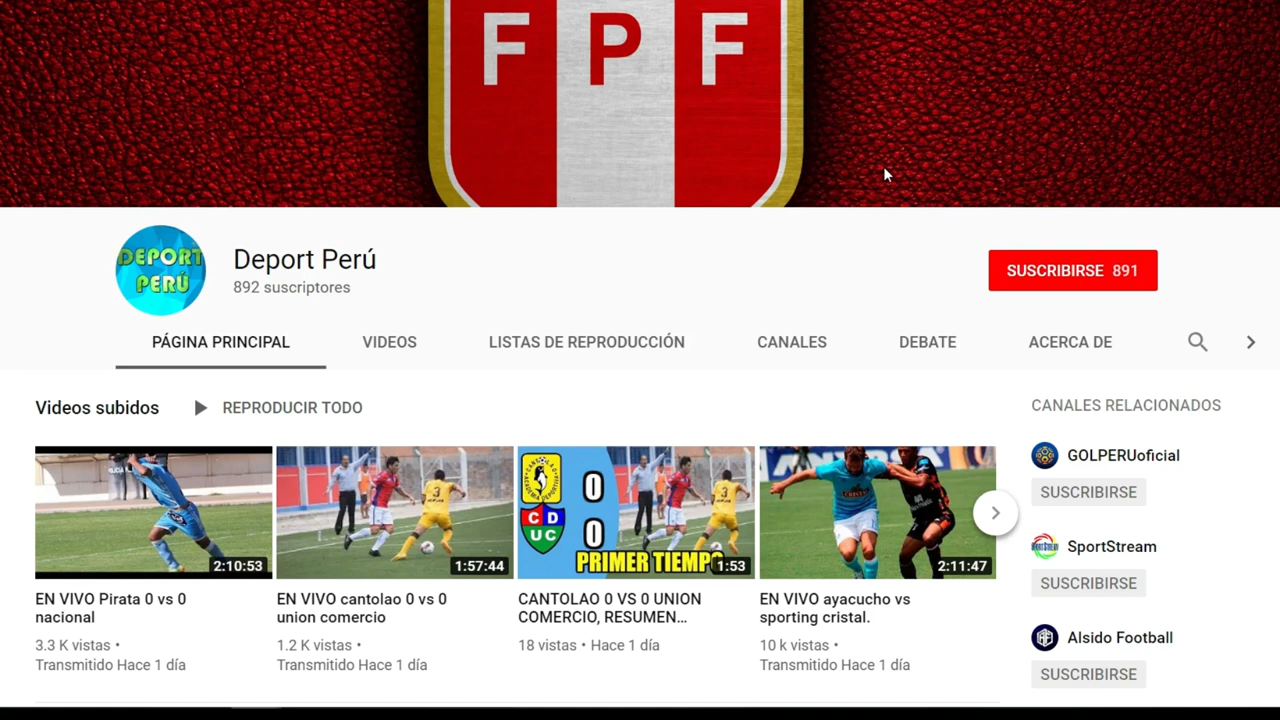 F P F
DEPORT
PERÚ
Deport Perú
892 suscriptores
SUSCRIBIRSE 891
PÁGINA PRINCIPAL
VIDEOS
LISTAS DE REPRODUCCIÓN
CANALES
DEBATE
ACERCA DE
Videos subidos
REPRODUCIR TODO
CANALES RELACIONADOS
2:10:53
EN VIVO Pirata 0 vs 0
nacional
3.3 K vistas •
Transmitido Hace 1 día
1:57:44
EN VIVO cantolao 0 vs 0
union comercio
1.2 K vistas •
Transmitido Hace 1 día
0
C D
U C
0
PRIMER TIEMPO
1:53
CANTOLAO 0 VS 0 UNION
COMERCIO, RESUMEN...
18 vistas • Hace 1 día
2:11:47
EN VIVO ayacucho vs
sporting cristal.
10 k vistas •
Transmitido Hace 1 día
GOLPERUoficial
SUSCRIBIRSE
SportStream
SUSCRIBIRSE
Alsido Football
SUSCRIBIRSE